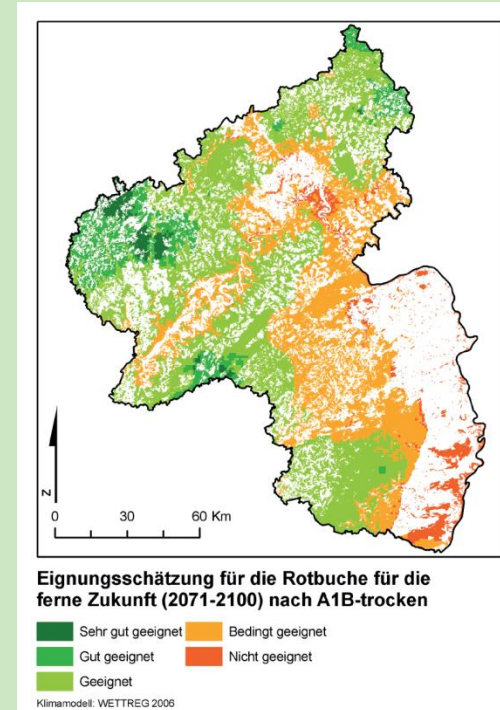 N
0 30 60 Km
Eignungsschätzung für die Rotbuche für die
ferne Zukunft (2071-2100) nach A1B-trocken
Sehr gut geeignet Bedingt geeignet
Gut geeignet Nicht geeignet
Geeignet
Klimamodell: WETTREG 2006